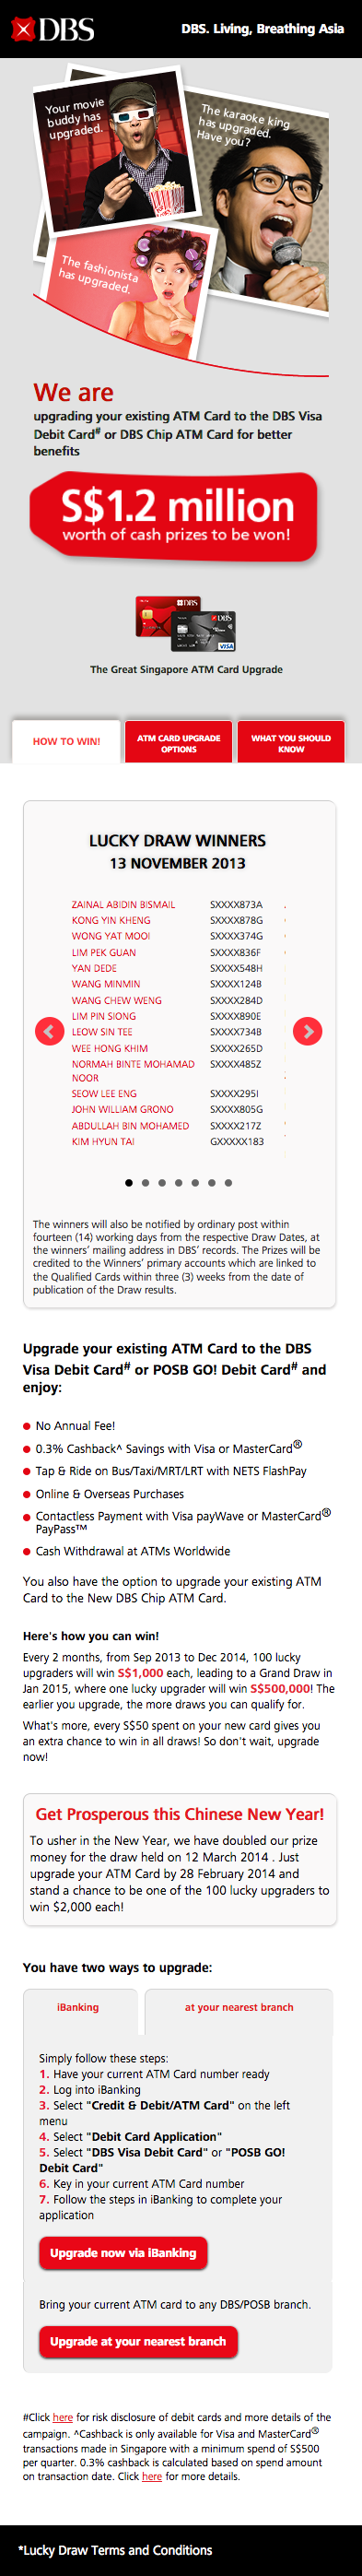 DBS
DBS. Living, Breathing Asia
Your movie
buddy has
upgraded.
The karaoke king
has upgraded.
Have you?
The fashionista
has upgraded.
We are
upgrading your existing ATM Card to the DBS Visa
Debit Card# or DBS Chip ATM Card for better
benefits
S$1.2 million
worth of cash prizes to be won!
DBS
DBS
VISA
The Great Singapore ATM Card Upgrade
HOW TO WIN!
ATM CARD UPGRADE
OPTIONS
WHAT YOU SHOULD
KNOW
LUCKY DRAW WINNERS
13 NOVEMBER 2013
ZAINAL ABIDIN BISMAIL SXXXX873A
KONG YIN KHENG SXXXX878G
WONG YAT MOOI SXXXX374G
LIM PEK GUAN SXXXX836F
YAN DEDE SXXXX548H
WANG MINMIN SXXXX124B
WANG CHEW WENG SXXXX284D
LIM PIN SIONG SXXXX890E
LEOW SIN TEE SXXXX734B
WEE HONG KHIM SXXXX265D
NORMAH BINTE MOHAMAD SXXXX485Z
NOOR
SEOW LEE ENG SXXXX295I
JOHN WILLIAM GRONO SXXXX805G
ABDULLAH BIN MOHAMED SXXXX217Z
KIM HYUN TAI GXXXXX183
The winners will also be notified by ordinary post within
fourteen (14) working days from the respective Draw Dates, at
the winners' mailing address in DBS' records. The Prizes will be
credited to the Winners' primary accounts which are linked to
the Qualified Cards within three (3) weeks from the date of
publication of the Draw results.
Upgrade your existing ATM Card to the DBS
Visa Debit Card# or POSB GO! Debit Card# and
enjoy:
No Annual Fee!
0.3% Cashback^ Savings with Visa or MasterCard®
Tap & Ride on Bus/Taxi/MRT/LRT with NETS FlashPay
Online & Overseas Purchases
Contactless Payment with Visa payWave or MasterCard®
PayPass™
Cash Withdrawal at ATMs Worldwide
You also have the option to upgrade your existing ATM
Card to the New DBS Chip ATM Card.
Here's how you can win!
Every 2 months, from Sep 2013 to Dec 2014, 100 lucky
upgraders will win S$1,000 each, leading to a Grand Draw in
Jan 2015, where one lucky upgrader will win S$500,000! The
earlier you upgrade, the more draws you can qualify for.
What's more, every S$50 spent on your new card gives you
an extra chance to win in all draws! So don't wait, upgrade
now!
Get Prosperous this Chinese New Year!
To usher in the New Year, we have doubled our prize
money for the draw held on 12 March 2014 . Just
upgrade your ATM Card by 28 February 2014 and
stand a chance to be one of the 100 lucky upgraders to
win $2,000 each!
You have two ways to upgrade:
iBanking
at your nearest branch
Simply follow these steps:
1. Have your current ATM Card number ready
2. Log into iBanking
3. Select "Credit & Debit/ATM Card" on the left
menu
4. Select "Debit Card Application"
5. Select "DBS Visa Debit Card" or "POSB GO!
Debit Card"
6. Key in your current ATM Card number
7. Follow the steps in iBanking to complete your
application
Upgrade now via iBanking
Bring your current ATM card to any DBS/POSB branch.
Upgrade at your nearest branch
#Click here for risk disclosure of debit cards and more details of the
campaign. ^Cashback is only available for Visa and MasterCard®
transactions made in Singapore with a minimum spend of S$500
per quarter. 0.3% cashback is calculated based on spend amount
on transaction date. Click here for more details.
*Lucky Draw Terms and Conditions